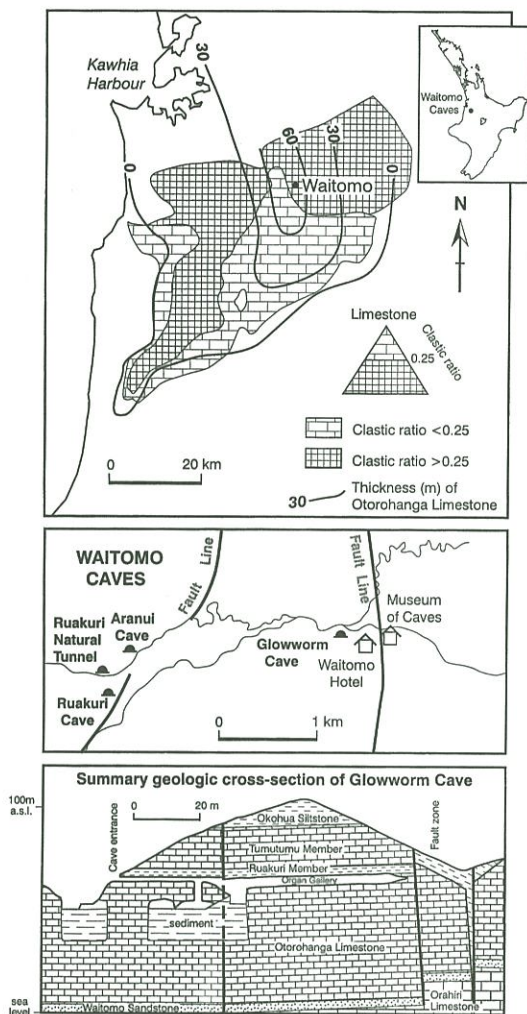 Kawhia
Harbour
30
0
60
30
0
Waitomo
Waitomo
Caves
N
Limestone
Clastic ratio
0.25
Clastic ratio <0.25
Clastic ratio >0.25
0 20 km
30 Thickness (m) of
Otorohanga Limestone
WAITOMO
CAVES
Fault Line
Fault Line
Ruakuri
Natural
Tunnel
Aranui
Cave
Museum
of Caves
Glowworm
Cave
Waitomo
Hotel
Ruakuri
Cave
0 1 km
Summary geologic cross-section of Glowworm Cave
100m
a.s.l.
0 20 m
Cave entrance
Okohua Siltstone
Fault zone
Tumutumu Member
Ruakuri Member
Organ Gallery
sediment
Otorohanga Limestone
Orahiri
Limestone
sea
level
Waitomo Sandstone